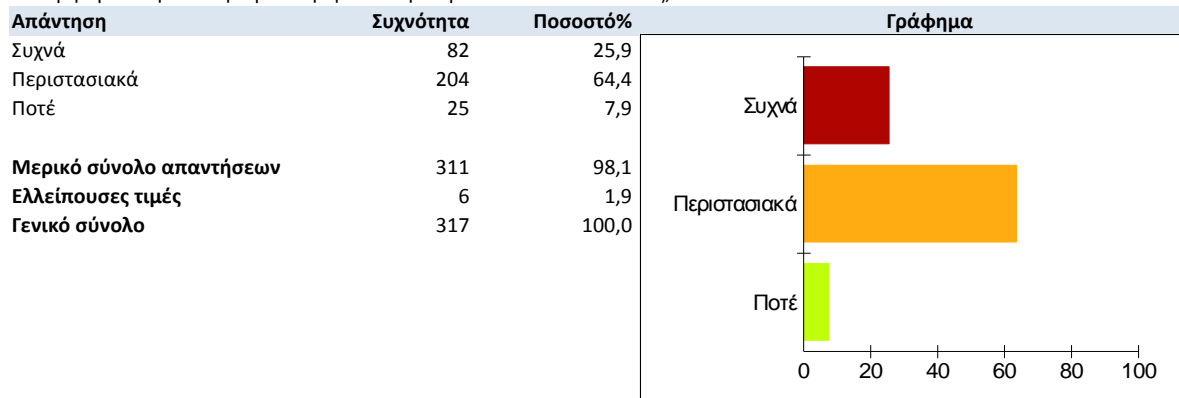 Απάντηση Συχνότητα Ποσοστό% Γράφημα
Συχνά 82 25,9
Περιστασιακά 204 64,4
Ποτέ 25 7,9
Μερικό σύνολο απαντήσεων 311 98,1
Ελλείπουσες τιμές 6 1,9
Γενικό σύνολο 317 100,0
Συχνά
Περιστασιακά
Ποτέ
0 20 40 60 80 100